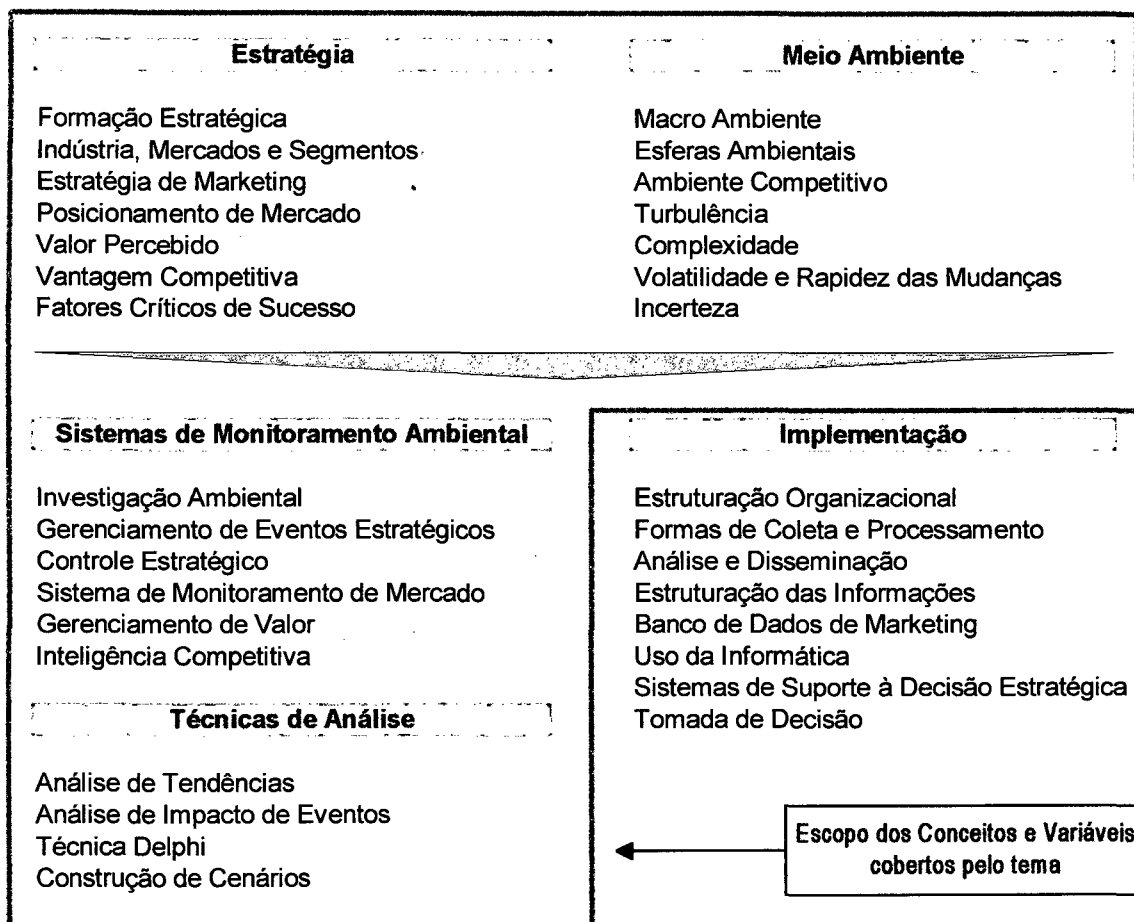 Estratégia
Formação Estratégica
Indústria, Mercados e Segmentos
Estratégia de Marketing
Posicionamento de Mercado
Valor Percebido
Vantagem Competitiva
Fatores Críticos de Sucesso
Meio Ambiente
Macro Ambiente
Esferas Ambientais
Ambiente Competitivo
Turbulência
Complexidade
Volatilidade e Rapidez das Mudanças
Incerteza
Sistemas de Monitoramento Ambiental
Investigação Ambiental
Gerenciamento de Eventos Estratégicos
Controle Estratégico
Sistema de Monitoramento de Mercado
Gerenciamento de Valor
Inteligência Competitiva
Técnicas de Análise
Análise de Tendências
Análise de Impacto de Eventos
Técnica Delphi
Construção de Cenários
Implementação
Estruturação Organizacional
Formas de Coleta e Processamento
Análise e Disseminação
Estruturação das Informações
Banco de Dados de Marketing
Uso da Informática
Sistemas de Suporte à Decisão Estratégica
Tomada de Decisão
Escopo dos Conceitos e Variáveis
cobertos pelo tema